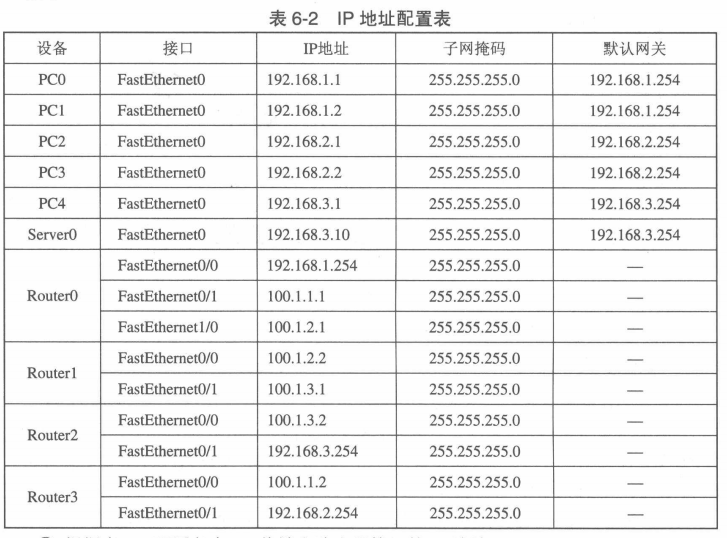 表 6-2 IP 地址配置表
设备 接口 IP地址 子网掩码 默认网关
PC0 FastEthernet0 192.168.1.1 255.255.255.0 192.168.1.254
PC1 FastEthernet0 192.168.1.2 255.255.255.0 192.168.1.254
PC2 FastEthernet0 192.168.2.1 255.255.255.0 192.168.2.254
PC3 FastEthernet0 192.168.2.2 255.255.255.0 192.168.2.254
PC4 FastEthernet0 192.168.3.1 255.255.255.0 192.168.3.254
Server0 FastEthernet0 192.168.3.10 255.255.255.0 192.168.3.254
Router0 FastEthernet0/0 192.168.1.254 255.255.255.0 —
FastEthernet0/1 100.1.1.1 255.255.255.0 —
FastEthernet1/0 100.1.2.1 255.255.255.0 —
Router1 FastEthernet0/0 100.1.2.2 255.255.255.0 —
FastEthernet0/1 100.1.3.1 255.255.255.0 —
Router2 FastEthernet0/0 100.1.3.2 255.255.255.0 —
FastEthernet0/1 192.168.3.254 255.255.255.0 —
Router3 FastEthernet0/0 100.1.1.2 255.255.255.0 —
FastEthernet0/1 192.168.2.254 255.255.255.0 —